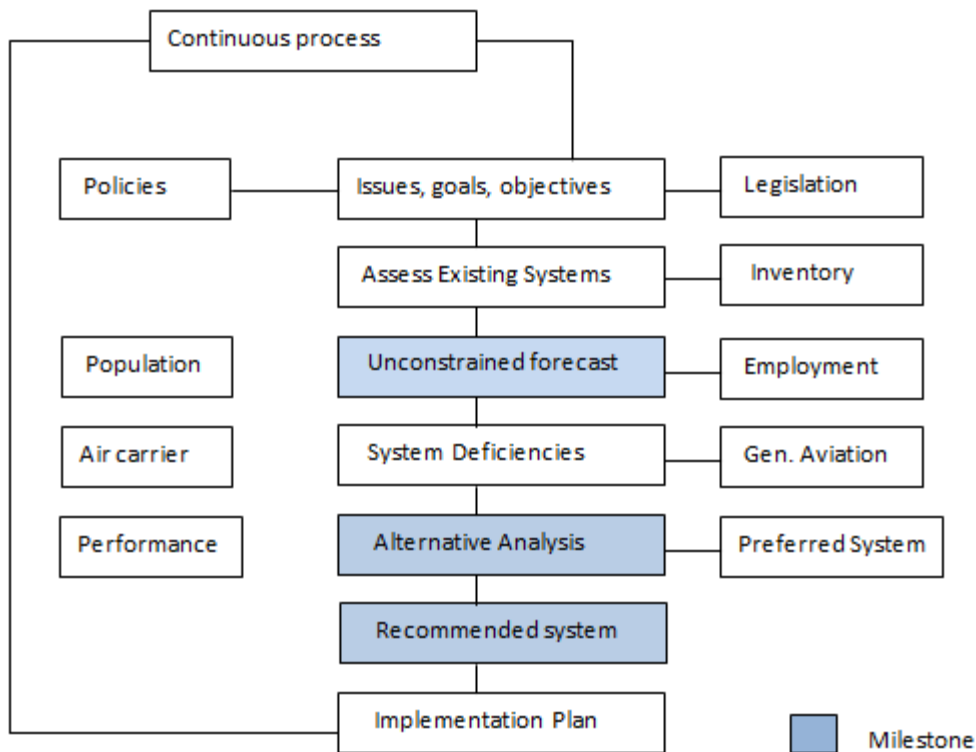 Continuous process
Policies
Issues, goals, objectives
Legislation
Assess Existing Systems
Inventory
Population
Unconstrained forecast
Employment
Air carrier
System Deficiencies
Gen. Aviation
Performance
Alternative Analysis
Preferred System
Recommended system
Implementation Plan
Milestone